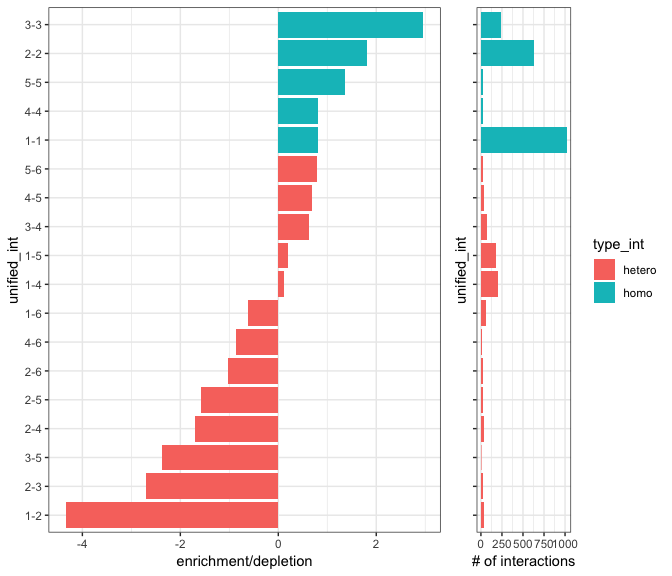 3-3
2-2
5-5
4-4
1-1
5-6
4-5
3-4
1-5
1-4
1-6
4-6
2-6
2-5
2-4
3-5
2-3
1-2
unified_int
-4 -2 0 2
enrichment/depletion
unified_int
0 250 500 750 1000
# of interactions
type_int
hetero
homo